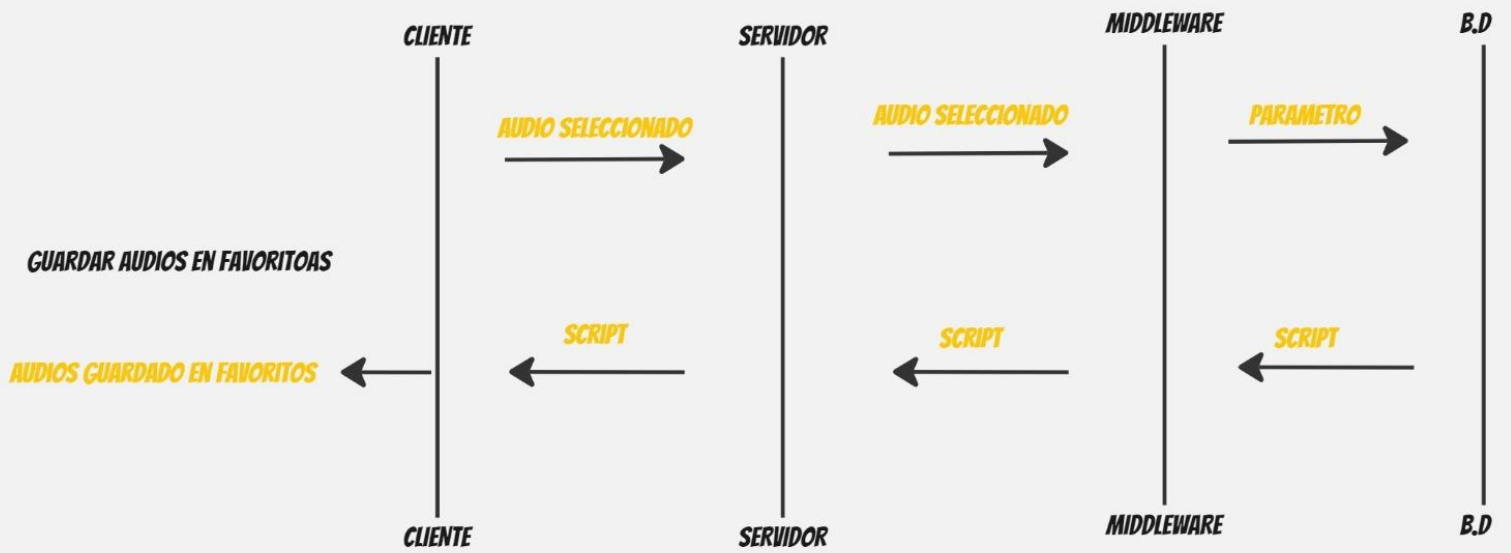 CLIENTE
SERVIDOR
MIDDLEWARE
B.D
AUDIO SELECCIONADO
AUDIO SELECCIONADO
PARAMETRO
GUARDAR AUDIOS EN FAVORITOAS
SCRIPT
SCRIPT
SCRIPT
AUDIOS GUARDADO EN FAVORITOS
CLIENTE
SERVIDOR
MIDDLEWARE
B.D